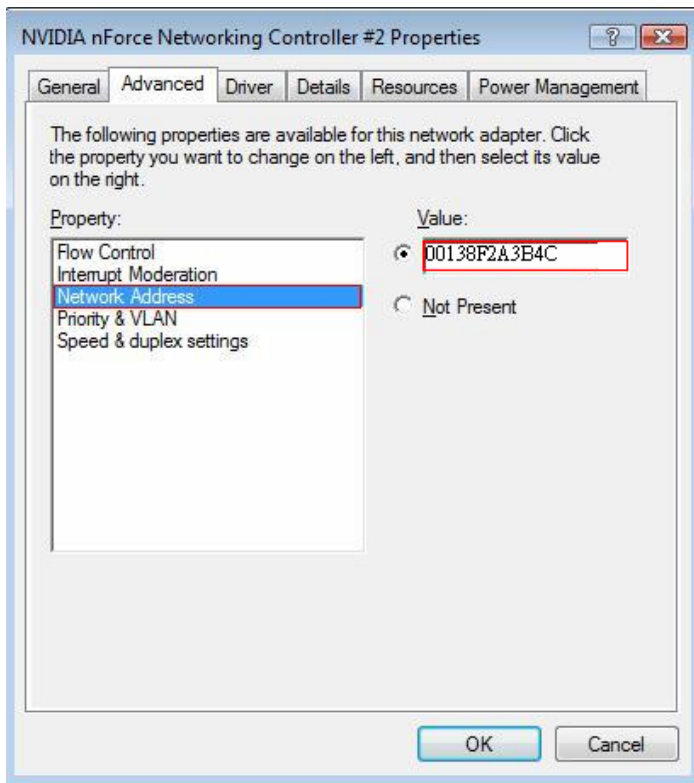 NVIDIA nForce Networking Controller #2 Properties
General Advanced Driver Details Resources Power Management
The following properties are available for this network adapter. Click
the property you want to change on the left, and then select its value
on the right.
Property:
Value:
Flow Control
Interrupt Moderation
Network Address
Priority & VLAN
Speed & duplex settings
00138F2A3B4C
Not Present
OK
Cancel